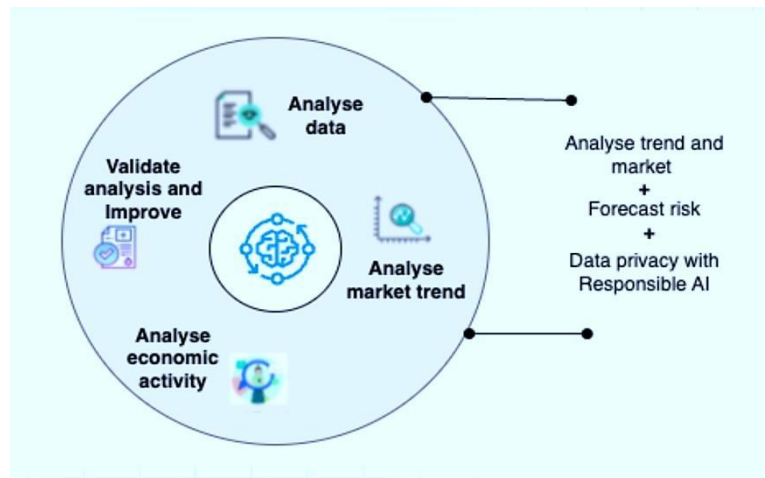 Analyse
data
Validate
analysis and
Improve
Analyse
market trend
Analyse
economic
activity
Analyse trend and
market
+
Forecast risk
+
Data privacy with
Responsible AI